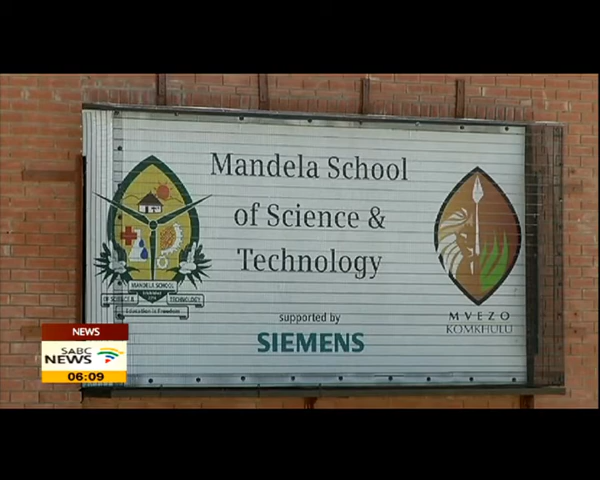 Mandela School
of Science &
Technology
MANDELA SCHOOL
OF SCIENCE &
TECHNOLOGY
Education is Freedom
supported by
SIEMENS
MVEZO
KOMKHULU
NEWS
SABC
NEWS
06:09